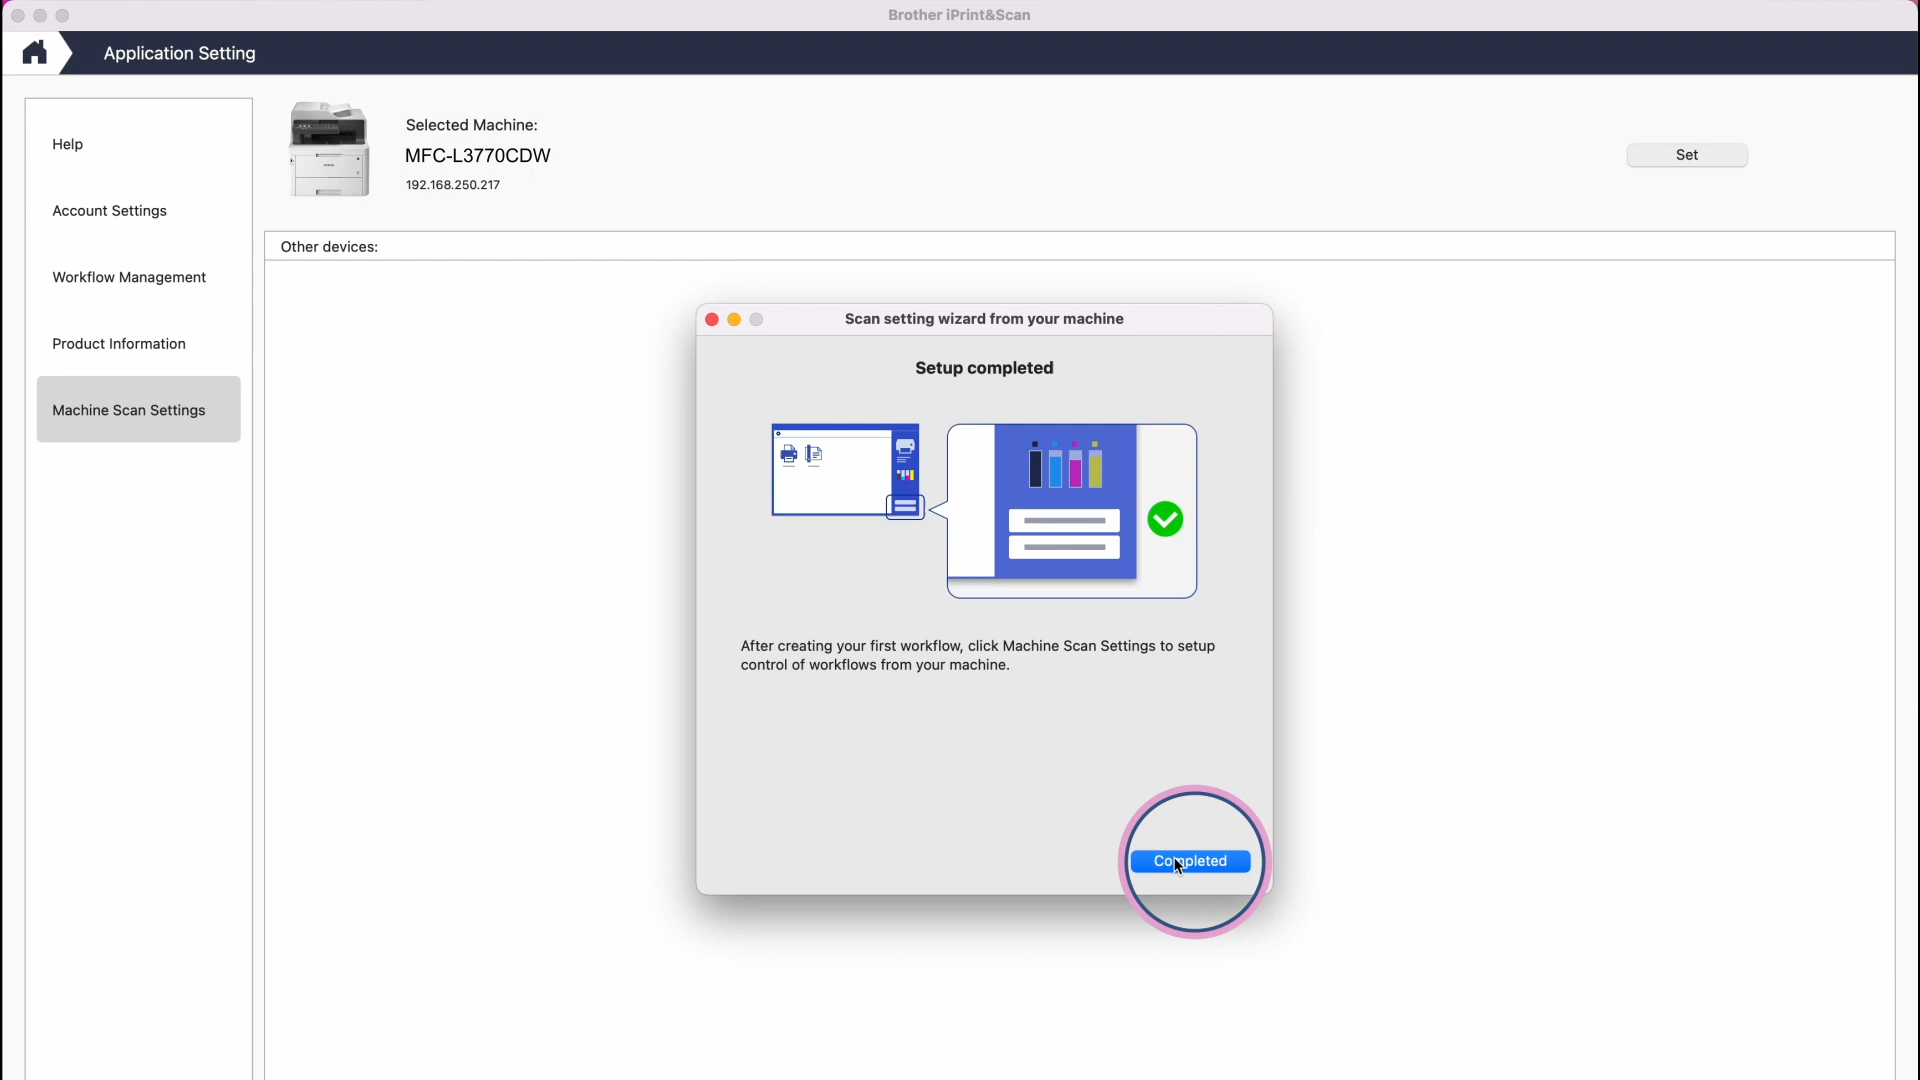 Brother iPrint&Scan
Application Setting
Help
Account Settings
Workflow Management
Product Information
Machine Scan Settings
Selected Machine:
MFC-L3770CDW
192.168.250.217
Set
Other devices:
Scan setting wizard from your machine
Setup completed
After creating your first workflow, click Machine Scan Settings to setup
control of workflows from your machine.
Completed